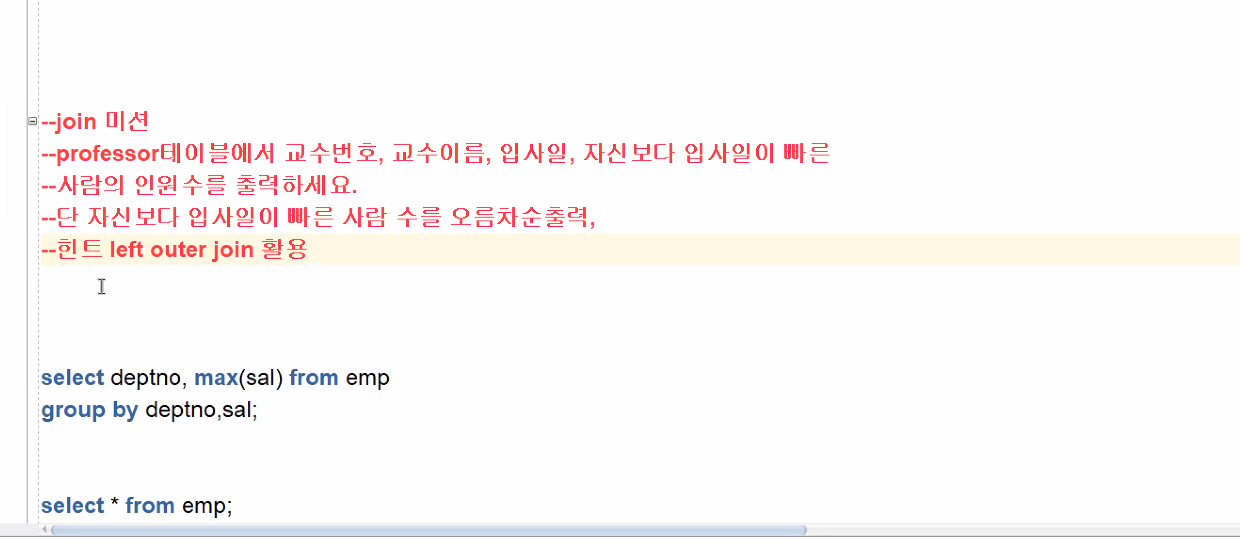 --join 미션
--professor테이블에서 교수번호, 교수이름, 입사일, 자신보다 입사일이 빠른
--사람의 인원수를 출력하세요.
--단 자신보다 입사일이 빠른 사람 수를 오름차순출력,
--힌트 left outer join 활용
select deptno, max(sal) from emp
group by deptno,sal;
select * from emp;